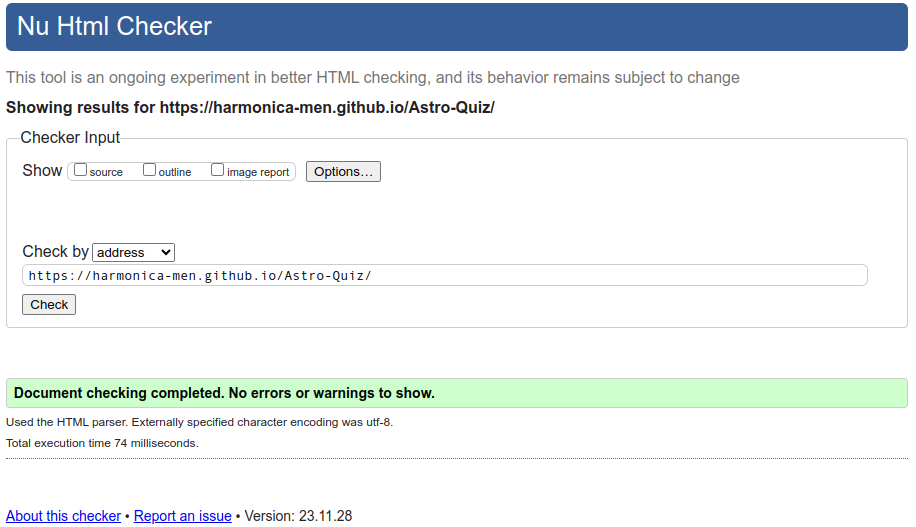 Nu Html Checker
This tool is an ongoing experiment in better HTML checking, and its behavior remains subject to change
Showing results for https://harmonica-men.github.io/Astro-Quiz/
Checker Input
Show source outline image report Options...
Check by address
https://harmonica-men.github.io/Astro-Quiz/
Check
Document checking completed. No errors or warnings to show.
Used the HTML parser. Externally specified character encoding was utf-8.
Total execution time 74 milliseconds.
About this checker • Report an issue • Version: 23.11.28